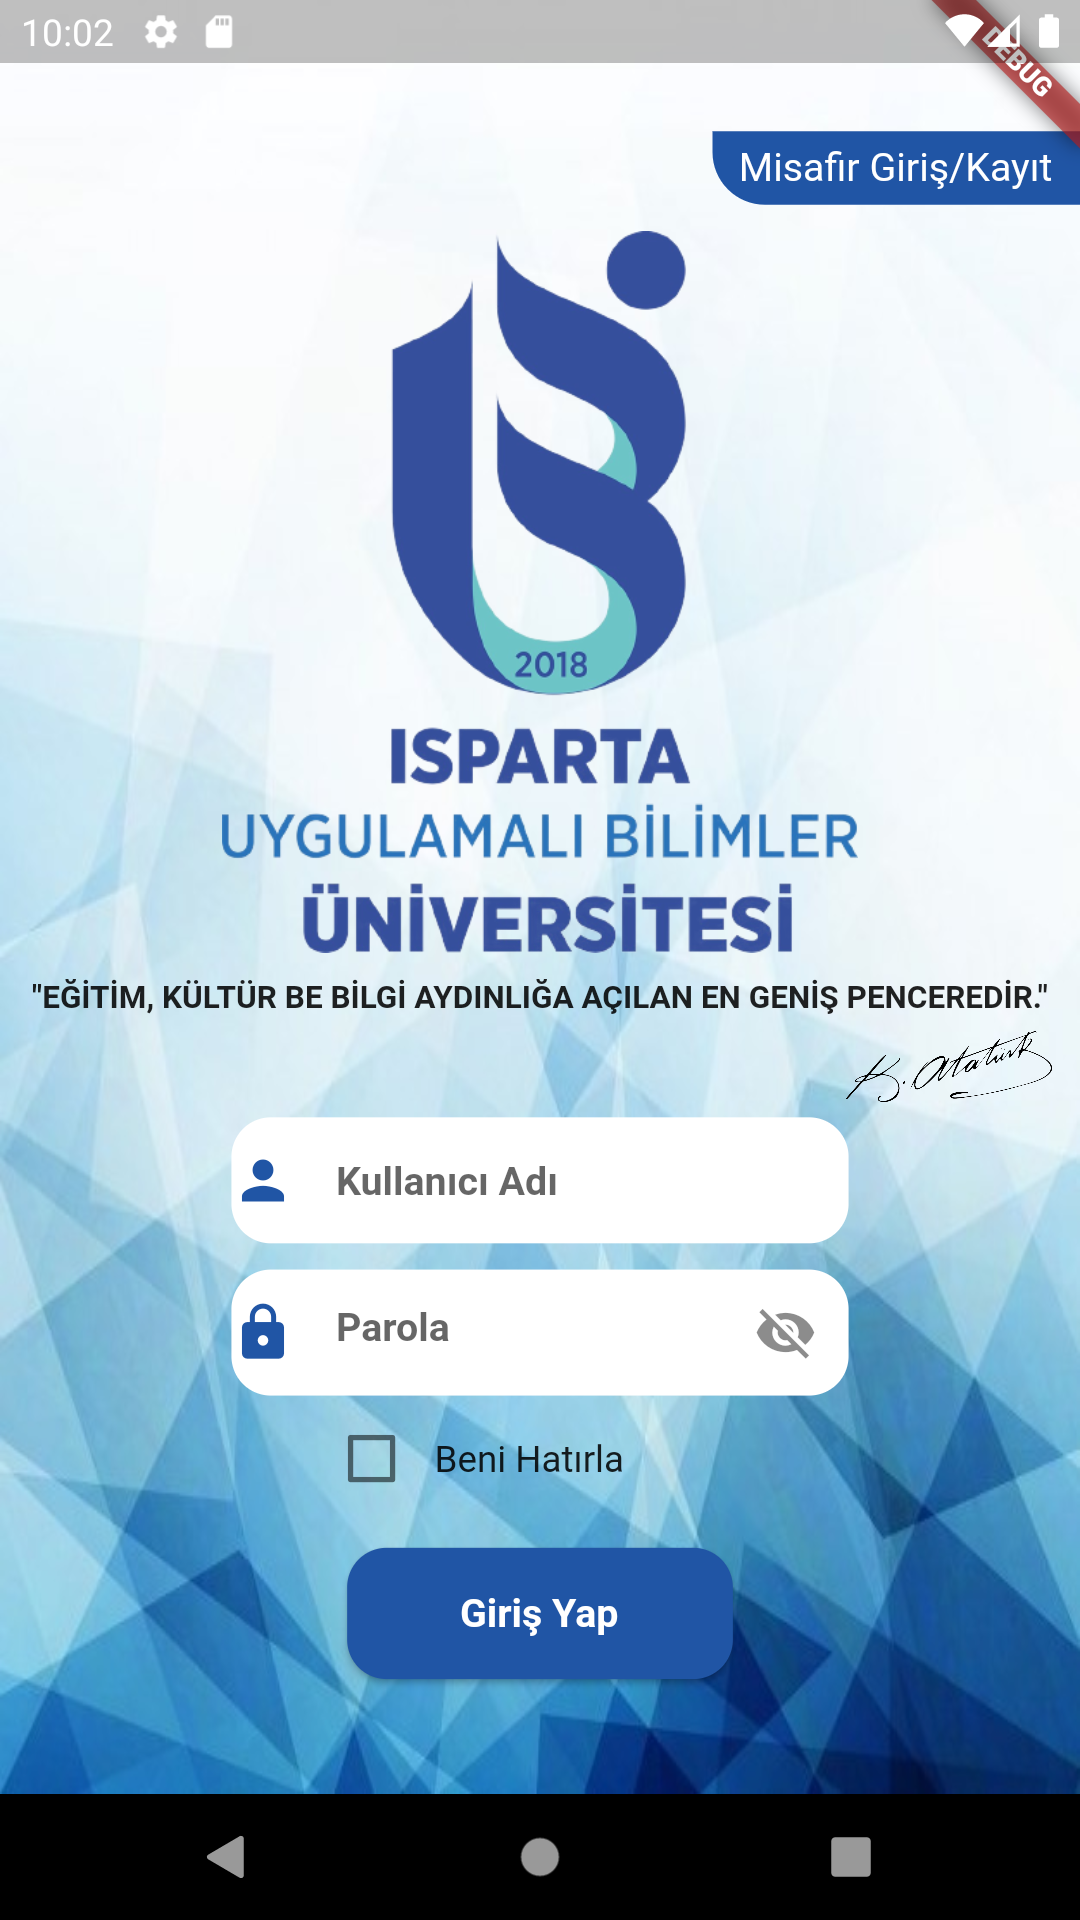 10:02
DEBUG
Misafir Giriş/Kayıt
2018
ISPARTA
UYGULAMALI BİLİMLER
ÜNİVERSİTESİ
"EĞİTİM, KÜLTÜR BE BİLGİ AYDINLIĞA AÇILAN EN GENİŞ PENCEREDİR."
K. Atatürk
Kullanıcı Adı
Parola
Beni Hatırla
Giriş Yap